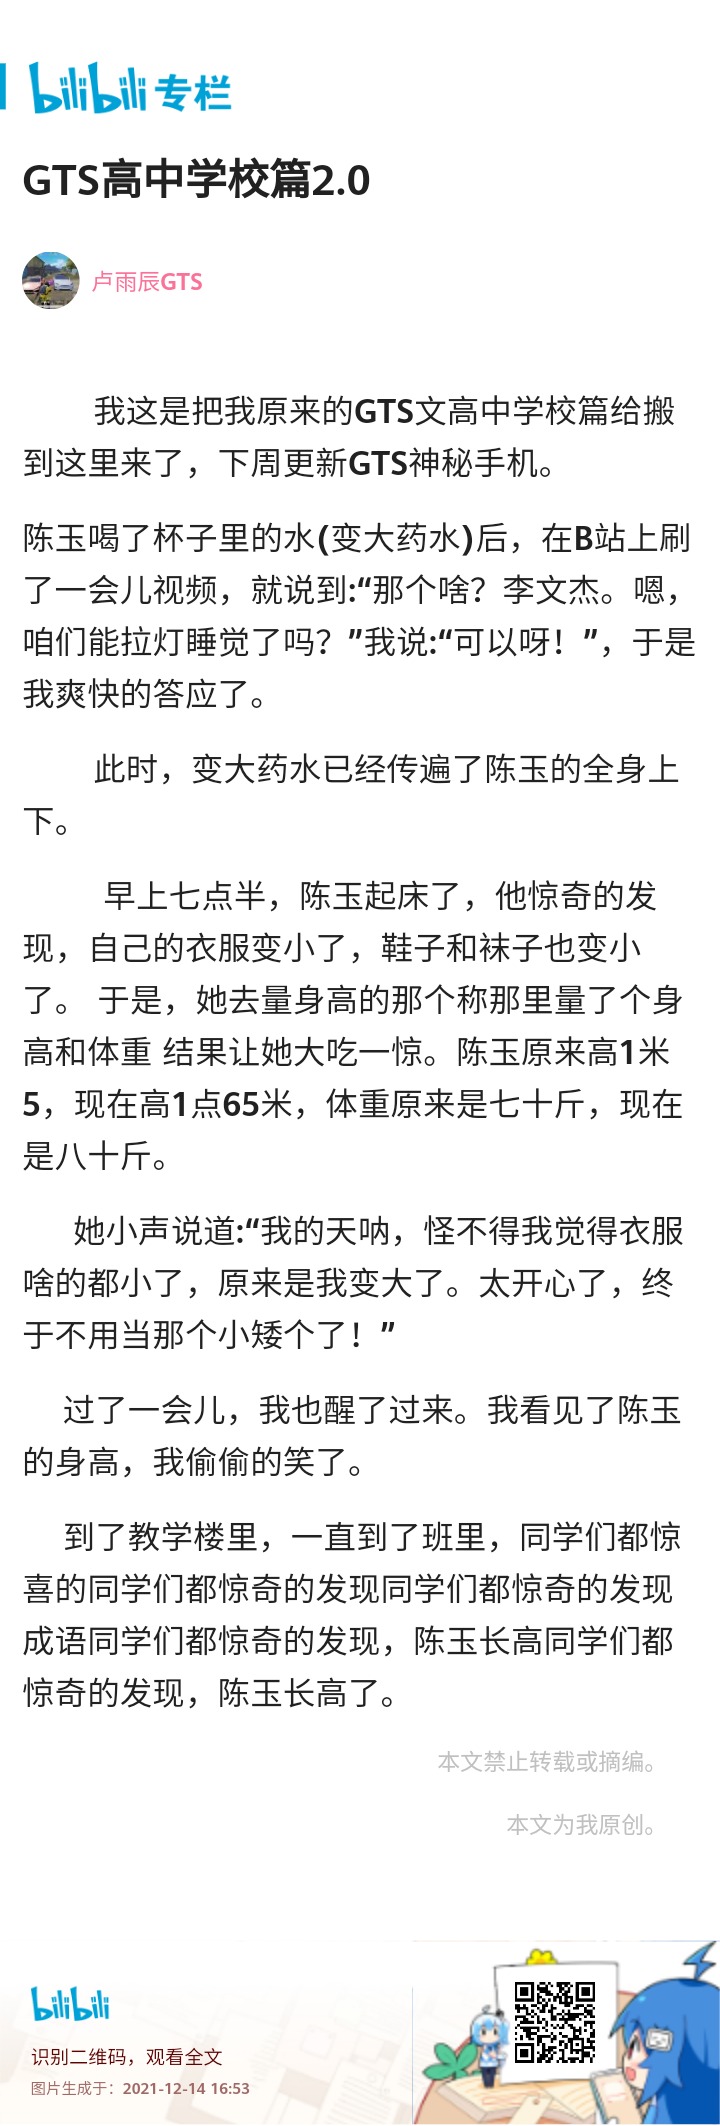 bilibili 专栏
GTS高中学校篇2.0
卢雨辰GTS
我这是把我原来的GTS文高中学校篇给搬
到这里来了，下周更新GTS神秘手机。
陈玉喝了杯子里的水(变大药水)后，在B站上刷
了一会儿视频，就说到:“那个啥？李文杰。嗯，
咱们能拉灯睡觉了吗？”我说:“可以呀！”，于是
我爽快的答应了。
此时，变大药水已经传遍了陈玉的全身上
下。
早上七点半，陈玉起床了，他惊奇的发
现，自己的衣服变小了，鞋子和袜子也变小
了。 于是，她去量身高的那个称那里量了个身
高和体重 结果让她大吃一惊。陈玉原来高1米
5，现在高1点65米，体重原来是七十斤，现在
是八十斤。
她小声说道:“我的天呐，怪不得我觉得衣服
啥的都小了，原来是我变大了。太开心了，终
于不用当那个小矮个了！”
过了一会儿，我也醒了过来。我看见了陈玉
的身高，我偷偷的笑了。
到了教学楼里，一直到了班里，同学们都惊
喜的同学们都惊奇的发现同学们都惊奇的发现
成语同学们都惊奇的发现，陈玉长高同学们都
惊奇的发现，陈玉长高了。
本文禁止转载或摘编。
本文为我原创。
bilibili
识别二维码，观看全文
图片生成于：2021-12-14 16:53